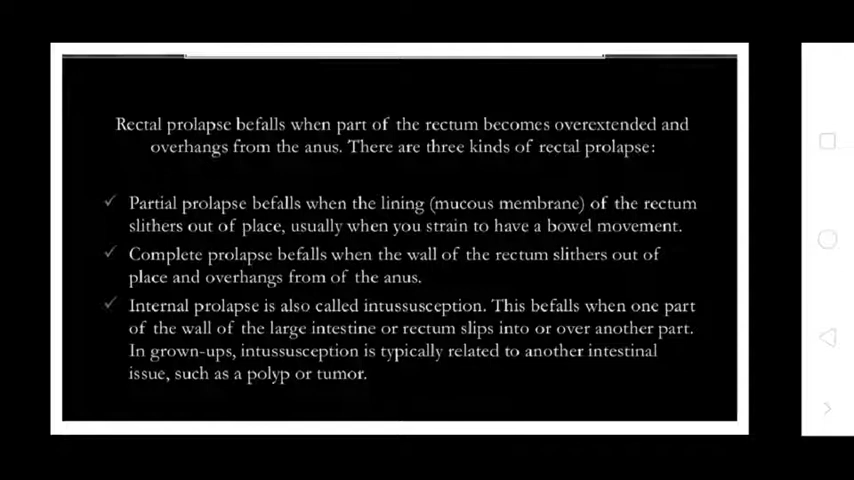 Rectal prolapse befalls when part of the rectum becomes overextended and
overhangs from the anus. There are three kinds of rectal prolapse:
✓ Partial prolapse befalls when the lining (mucous membrane) of the rectum
slithers out of place, usually when you strain to have a bowel movement.
✓ Complete prolapse befalls when the wall of the rectum slithers out of
place and overhangs from of the anus.
✓ Internal prolapse is also called intussusception. This befalls when one part
of the wall of the large intestine or rectum slips into or over another part.
In grown-ups, intussusception is typically related to another intestinal
issue, such as a polyp or tumor.